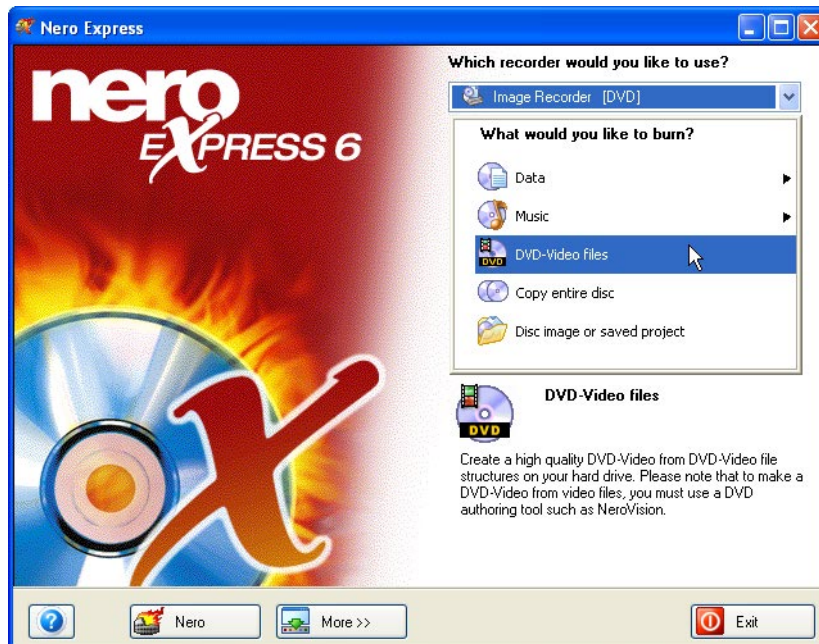 Nero Express
nero
EXPRESS 6
Which recorder would you like to use?
Image Recorder [DVD]
What would you like to burn?
Data
Music
DVD-Video files
Copy entire disc
Disc image or saved project
DVD-Video files
DVD
Create a high quality DVD-Video from DVD-Video file
structures on your hard drive. Please note that to make a
DVD-Video from video files, you must use a DVD
authoring tool such as NeroVision.
Nero
More >>
Exit